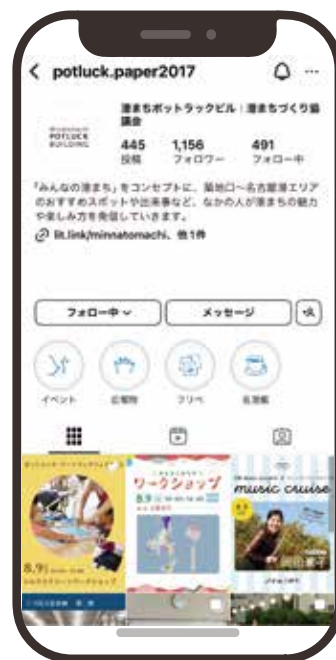 potluck.paper2017
港まちポットラックビル｜港まちづくり協
議会
POTLUCK
BUILDING
445
投稿
1,156
フォロワー
491
フォロー中
「みんなの港まち」をコンセプトに、築地口〜名古屋港エリア
のおすすめスポットや出来事など、なかの人が港まちの魅力
や楽しみ方を発信していきます。
lit.link/minnatomachi、他1件
フォロー中
メッセージ
イベント
広報物
フリペ
名港線
8.9
ワークショップ
8.9
music cruise